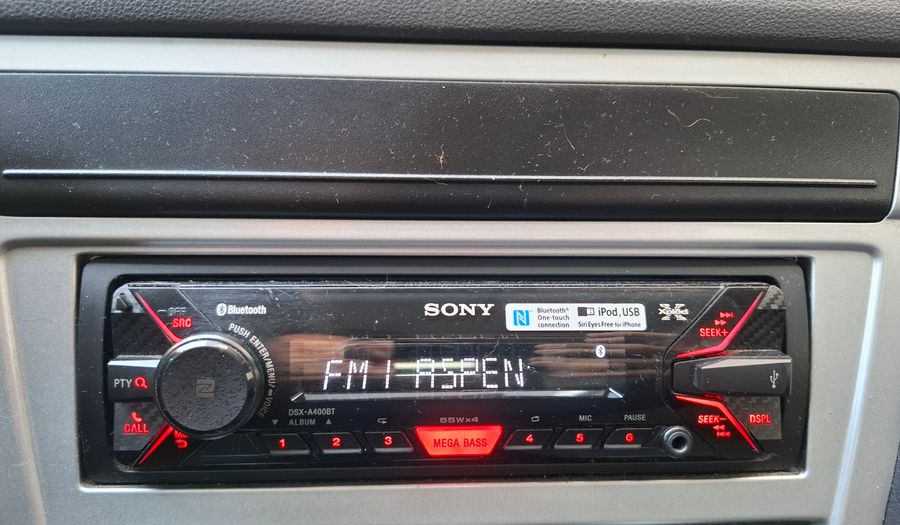 OFF
SRC
Bluetooth
SONY
Bluetooth®
One-touch
connection
iPod, USB
Siri Eyes Free for iPhone
Xplod
SEEK+
PUSH ENTER/MENU/ VOICE
PTY
FM1 ASPEN
CALL
DSX-A400BT
ALBUM
55W×4
MIC
PAUSE
1
2
3
MEGA BASS
4
5
6
SEEK−
DSPL